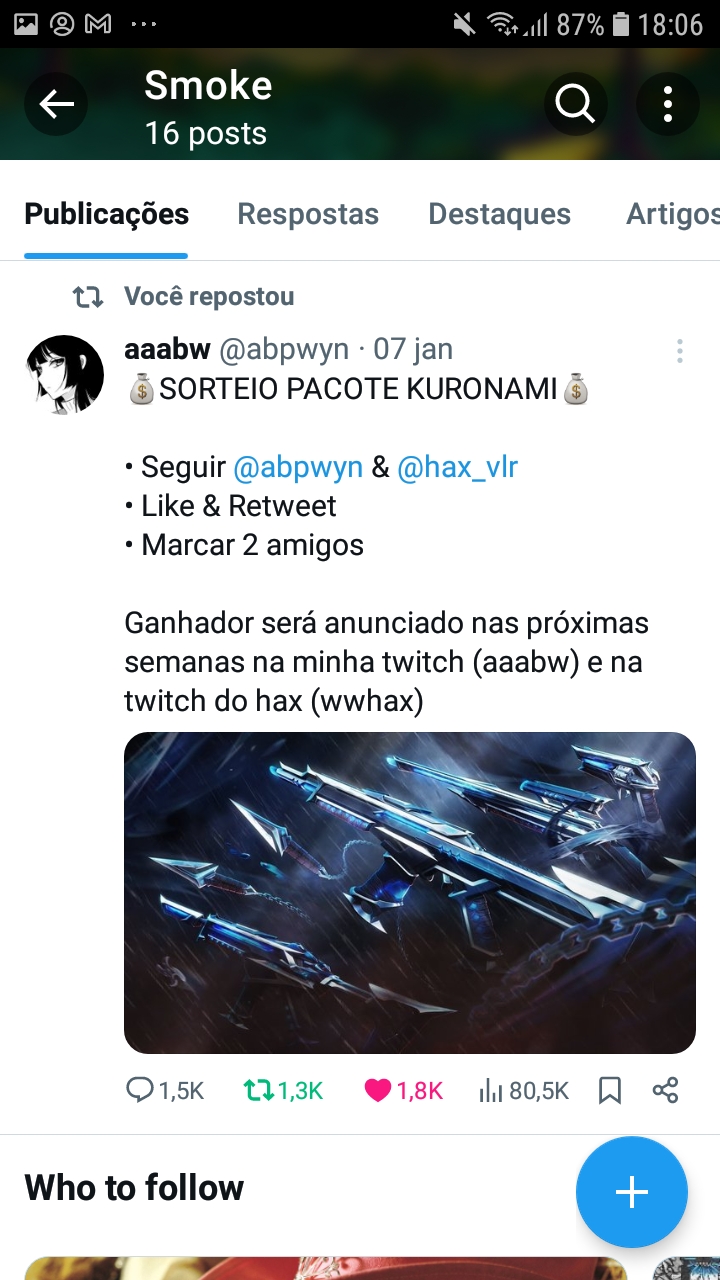 87% 18:06
Smoke
16 posts
Publicações Respostas Destaques Artigos
Você repostou
aaabw @abpwyn · 07 jan
💰SORTEIO PACOTE KURONAMI💰
• Seguir @abpwyn & @hax_vlr
• Like & Retweet
• Marcar 2 amigos
Ganhador será anunciado nas próximas
semanas na minha twitch (aaabw) e na
twitch do hax (wwhax)
1,5K 1,3K 1,8K 80,5K
Who to follow